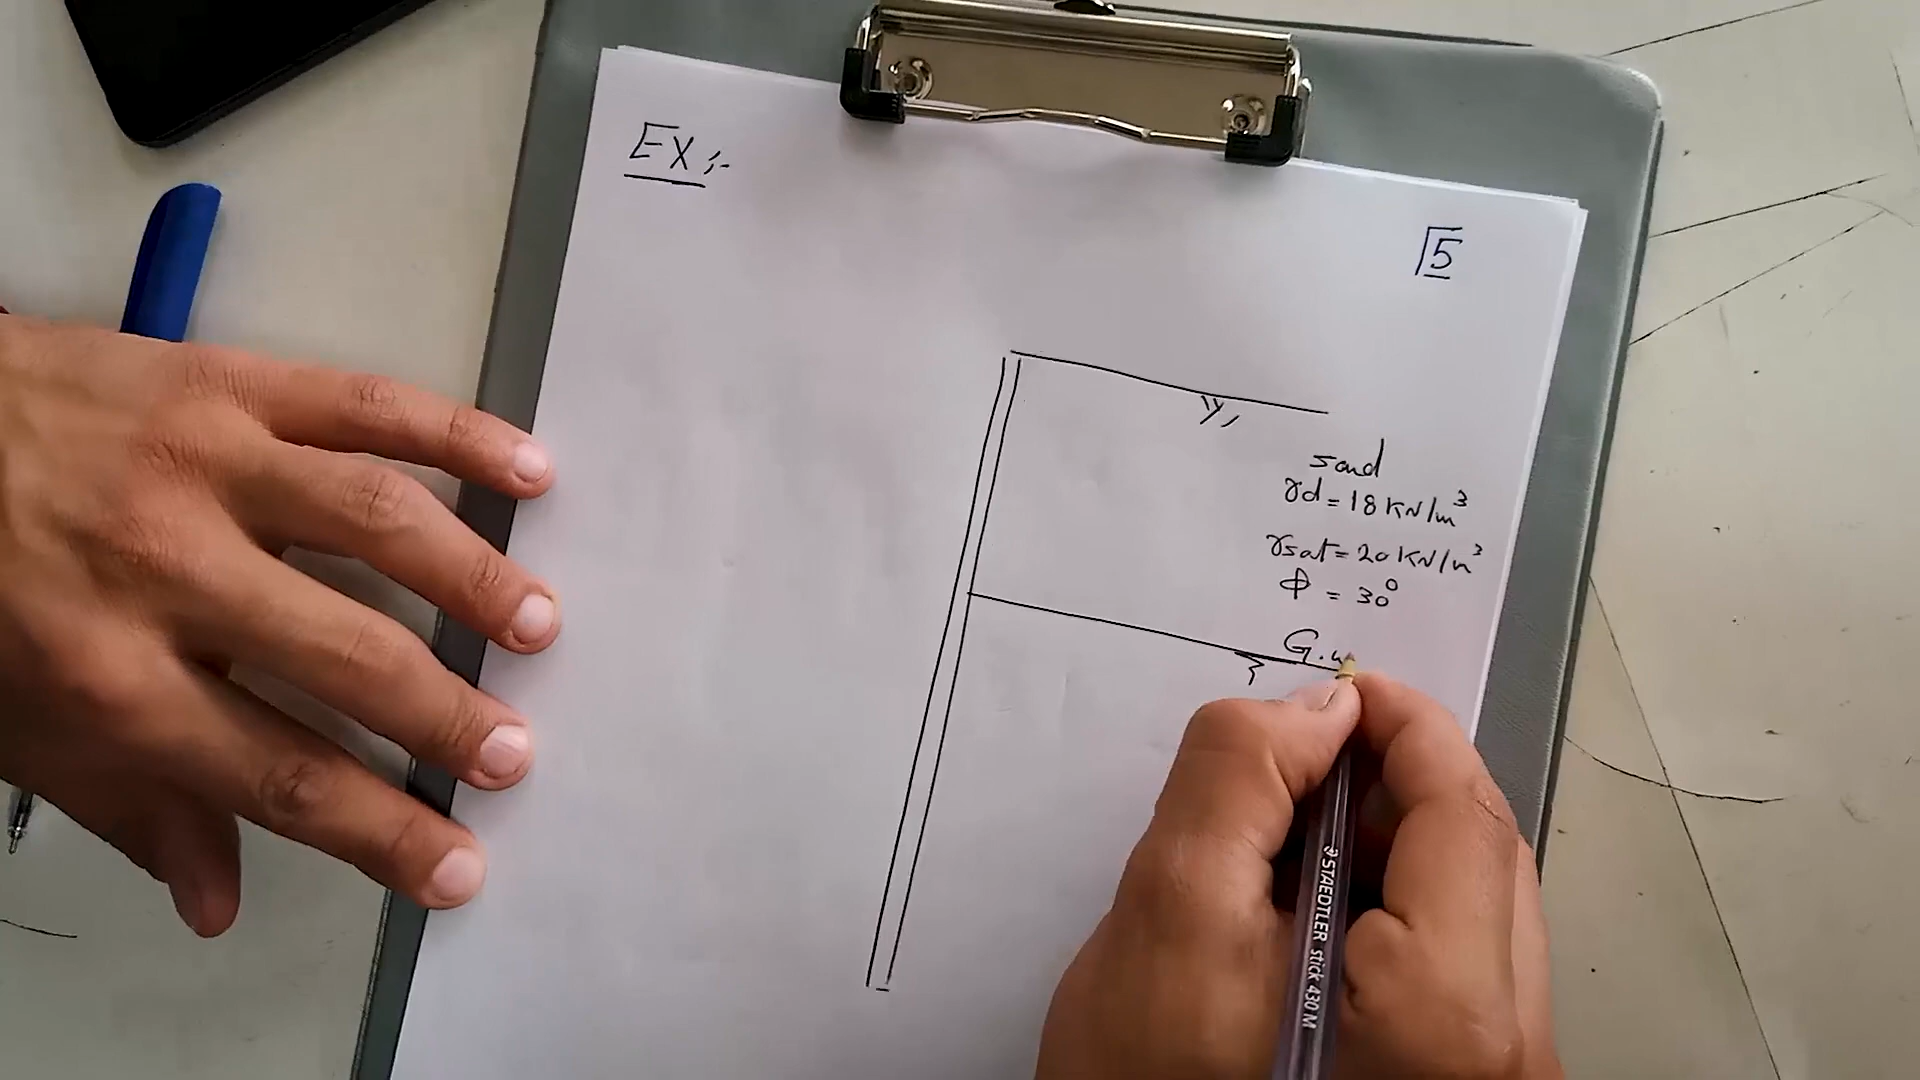 EX:-
5
sand
γd = 18 KN/m³
γsat = 20 KN/m³
ϕ = 30°
G.w
STAEDTLER stick 430 M